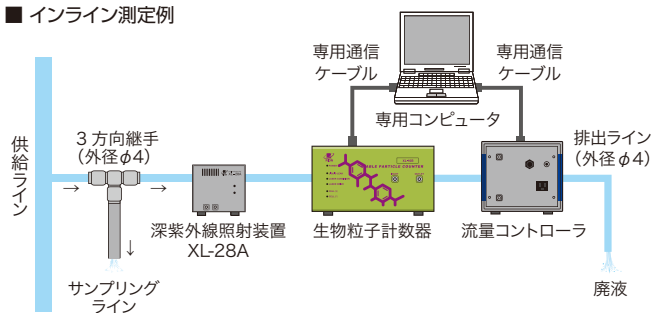 ■ インライン測定例
専用通信
ケーブル
専用通信
ケーブル
専用コンピュータ
供給ライン
3方向継手
（外径φ4）
排出ライン
（外径φ4）
→
→
↓
深紫外線照射装置
XL-28A
生物粒子計数器
流量コントローラ
サンプリング
ライン
廃液